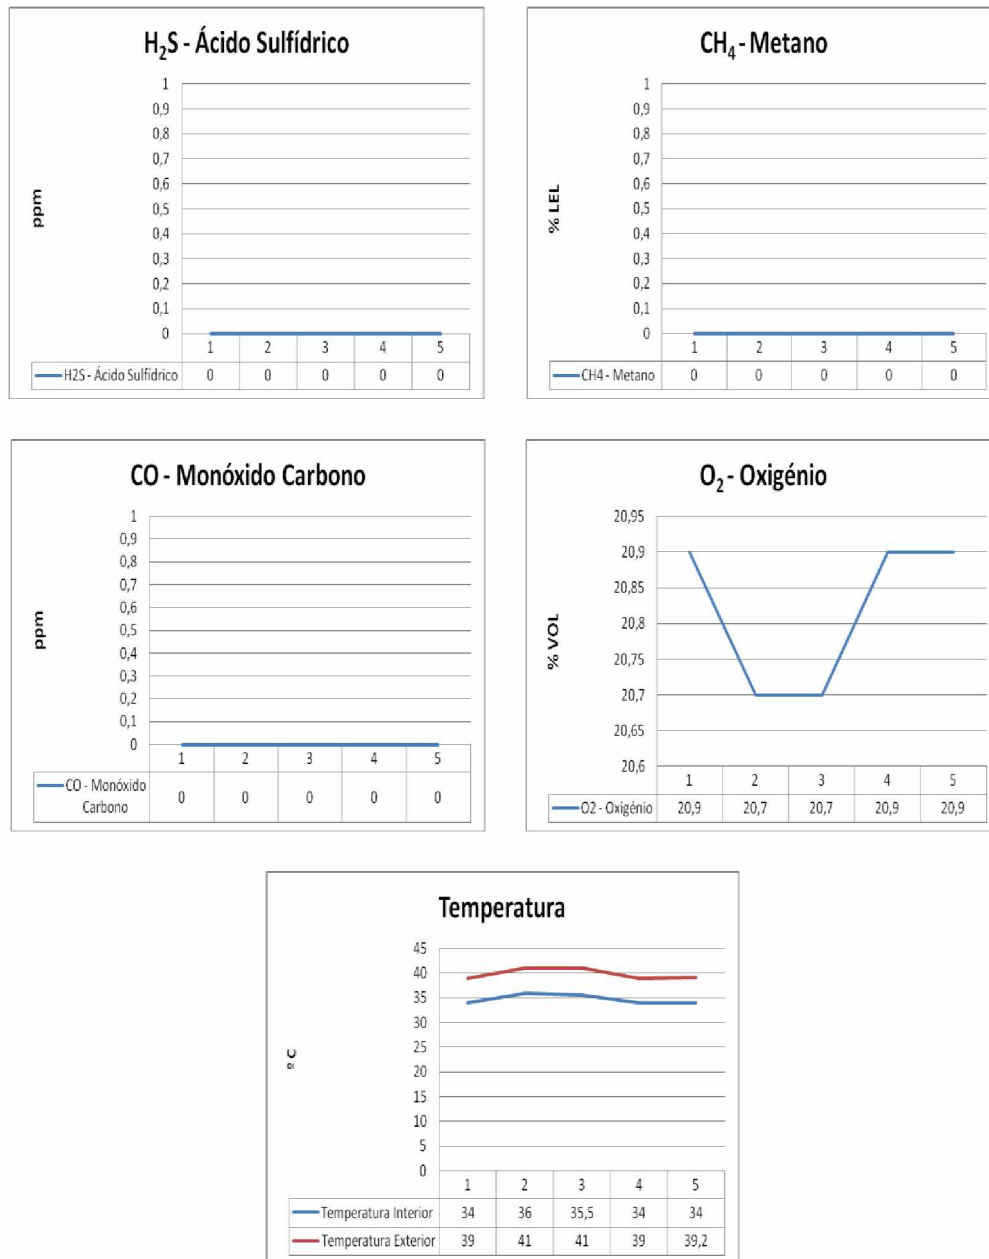 H₂S - Ácido Sulfídrico
ppm
1
0,9
0,8
0,7
0,6
0,5
0,4
0,3
0,2
0,1
0
1 2 3 4 5
H2S - Ácido Sulfídrico 0 0 0 0 0
CH₄ - Metano
% LEL
1
0,9
0,8
0,7
0,6
0,5
0,4
0,3
0,2
0,1
0
1 2 3 4 5
CH4 - Metano 0 0 0 0 0
CO - Monóxido Carbono
ppm
1
0,9
0,8
0,7
0,6
0,5
0,4
0,3
0,2
0,1
0
1 2 3 4 5
CO - Monóxido
Carbono 0 0 0 0 0
O₂ - Oxigénio
% VOL
20,95
20,9
20,85
20,8
20,75
20,7
20,65
20,6
1 2 3 4 5
O2 - Oxigénio 20,9 20,7 20,7 20,9 20,9
Temperatura
º C
45
40
35
30
25
20
15
10
5
0
1 2 3 4 5
Temperatura Interior 34 36 35,5 34 34
Temperatura Exterior 39 41 41 39 39,2